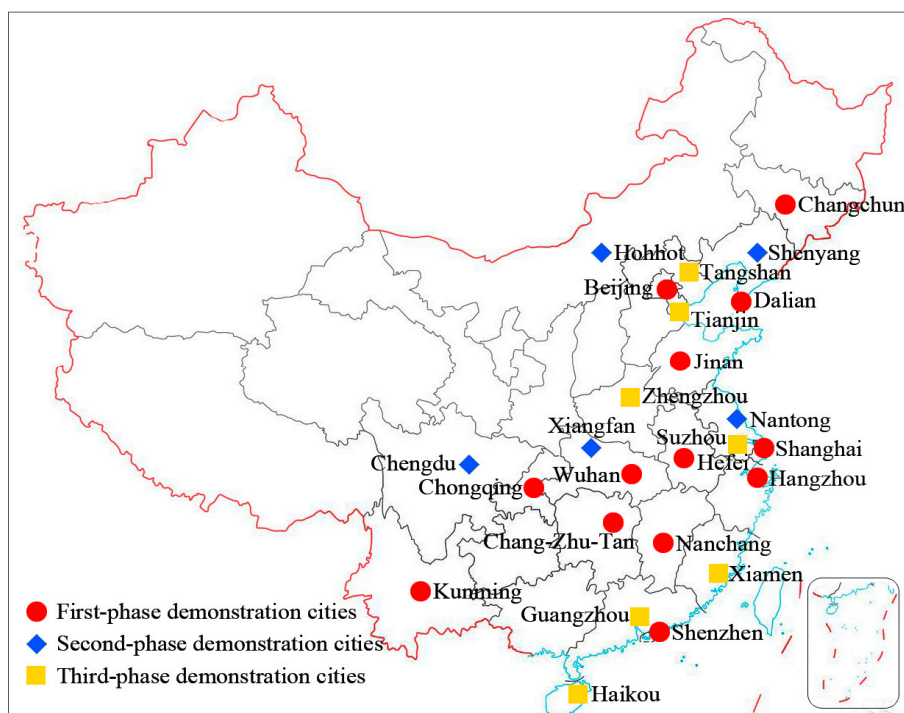 Changchun
Hohhot
Shenyang
Tangshan
Beijing
Dalian
Tianjin
Jinan
Zhengzhou
Nantong
Xiangfan
Suzhou
Shanghai
Chengdu
Hefei
Wuhan
Hangzhou
Chongqing
Chang-Zhu-Tan
Nanchang
Xiamen
Kunming
Guangzhou
Shenzhen
First-phase demonstration cities
Second-phase demonstration cities
Third-phase demonstration cities
Haikou